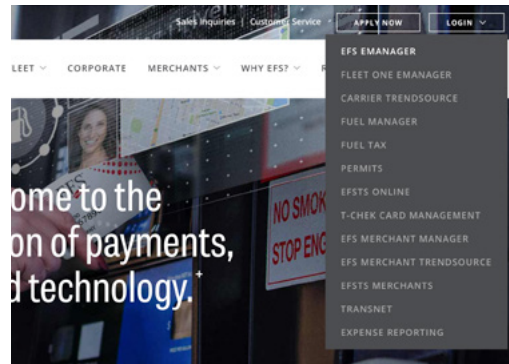 Sales Inquiries | Customer Service
APPLY NOW
LOGIN
LEET
CORPORATE
MERCHANTS
WHY EFS?
EFS EMANAGER
FLEET ONE EMANAGER
CARRIER TRENDSOURCE
FUEL MANAGER
FUEL TAX
PERMITS
EFSTS ONLINE
T-CHEK CARD MANAGEMENT
EFS MERCHANT MANAGER
EFS MERCHANT TRENDSOURCE
EFSTS MERCHANTS
TRANSNET
EXPENSE REPORTING
ome to the
on of payments,
d technology.+
EFS
NO SMOK
STOP ENG